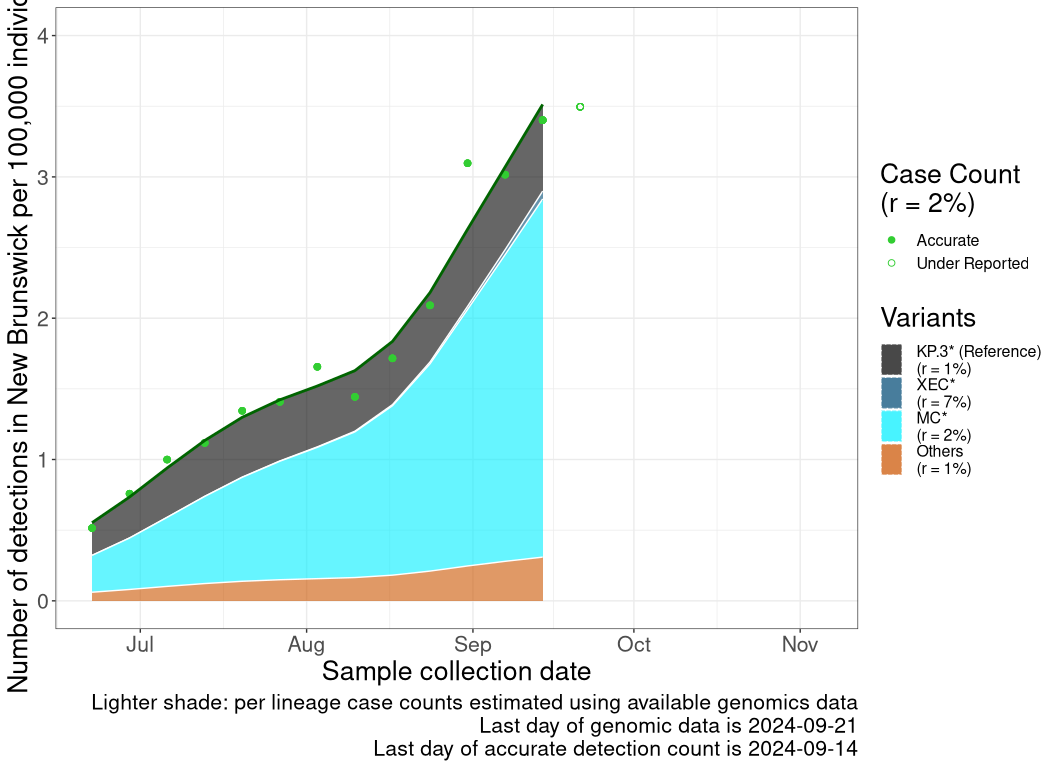 Number of detections in New Brunswick per 100,000 individ
4
3
2
1
0
Jul Aug Sep Oct Nov
Sample collection date
Lighter shade: per lineage case counts estimated using available genomics data
Last day of genomic data is 2024-09-21
Last day of accurate detection count is 2024-09-14
Case Count
(r = 2%)
Accurate
Under Reported
Variants
KP.3* (Reference)
(r = 1%)
XEC*
(r = 7%)
MC*
(r = 2%)
Others
(r = 1%)